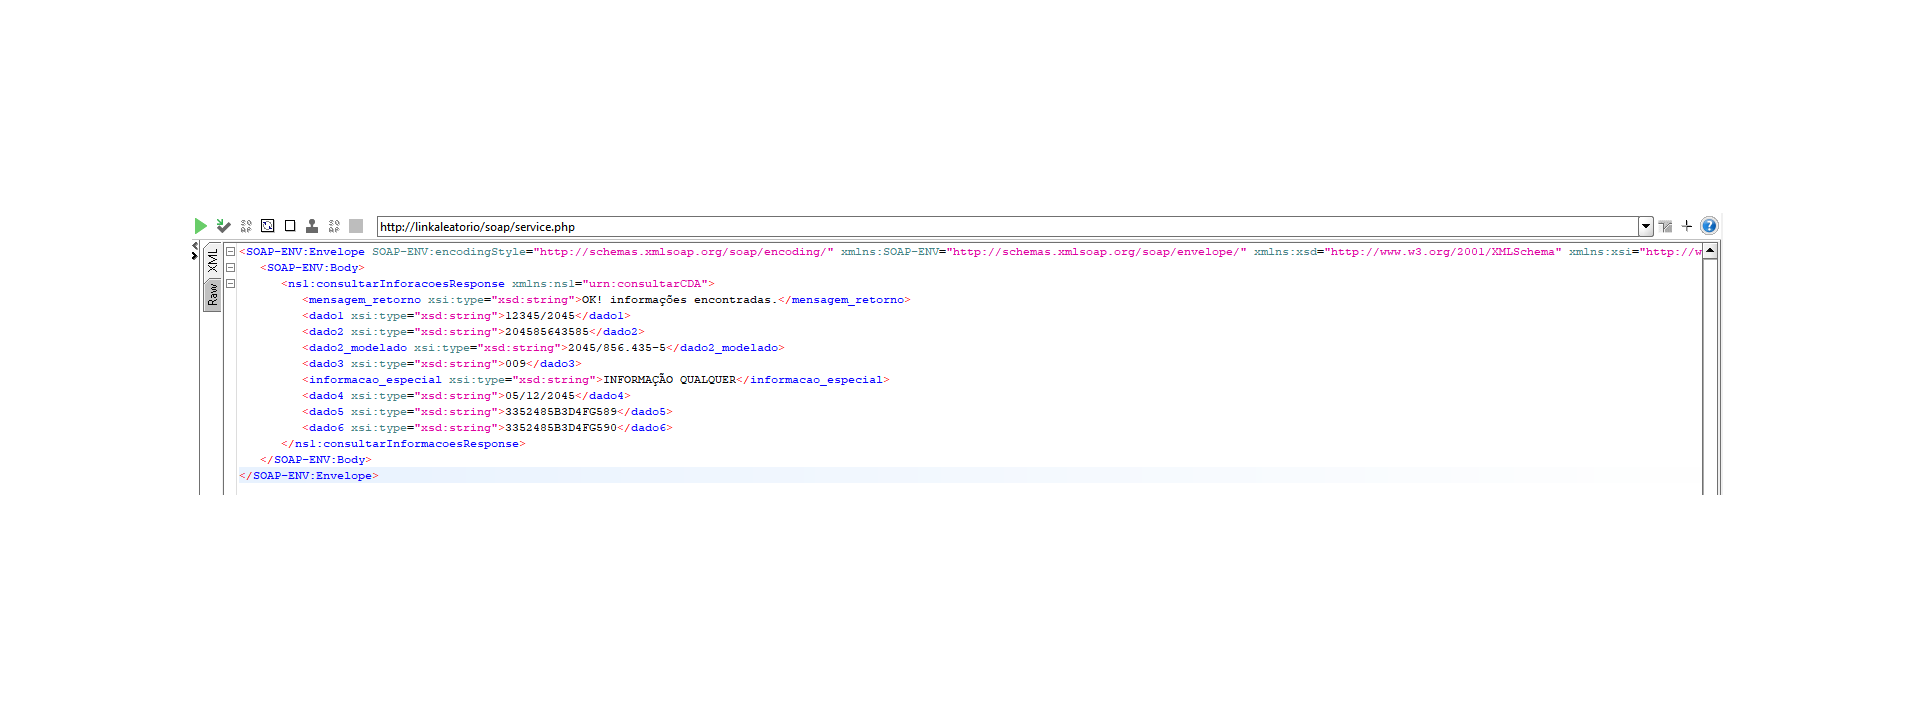 http://linkaleatorio/soap/service.php
XML
Raw
<SOAP-ENV:Envelope SOAP-ENV:encodingStyle="http://schemas.xmlsoap.org/soap/encoding/" xmlns:SOAP-ENV="http://schemas.xmlsoap.org/soap/envelope/" xmlns:xsd="http://www.w3.org/2001/XMLSchema" xmlns:xsi="http://w
<SOAP-ENV:Body>
<ns1:consultarInforacoesResponse xmlns:ns1="urn:consultarCDA">
<mensagem_retorno xsi:type="xsd:string">OK! informações encontradas.</mensagem_retorno>
<dado1 xsi:type="xsd:string">12345/2045</dado1>
<dado2 xsi:type="xsd:string">204585643585</dado2>
<dado2_modelado xsi:type="xsd:string">2045/856.435-5</dado2_modelado>
<dado3 xsi:type="xsd:string">009</dado3>
<informacao_especial xsi:type="xsd:string">INFORMAÇÃO QUALQUER</informacao_especial>
<dado4 xsi:type="xsd:string">05/12/2045</dado4>
<dado5 xsi:type="xsd:string">3352485B3D4FG589</dado5>
<dado6 xsi:type="xsd:string">3352485B3D4FG590</dado6>
</ns1:consultarInformacoesResponse>
</SOAP-ENV:Body>
</SOAP-ENV:Envelope>